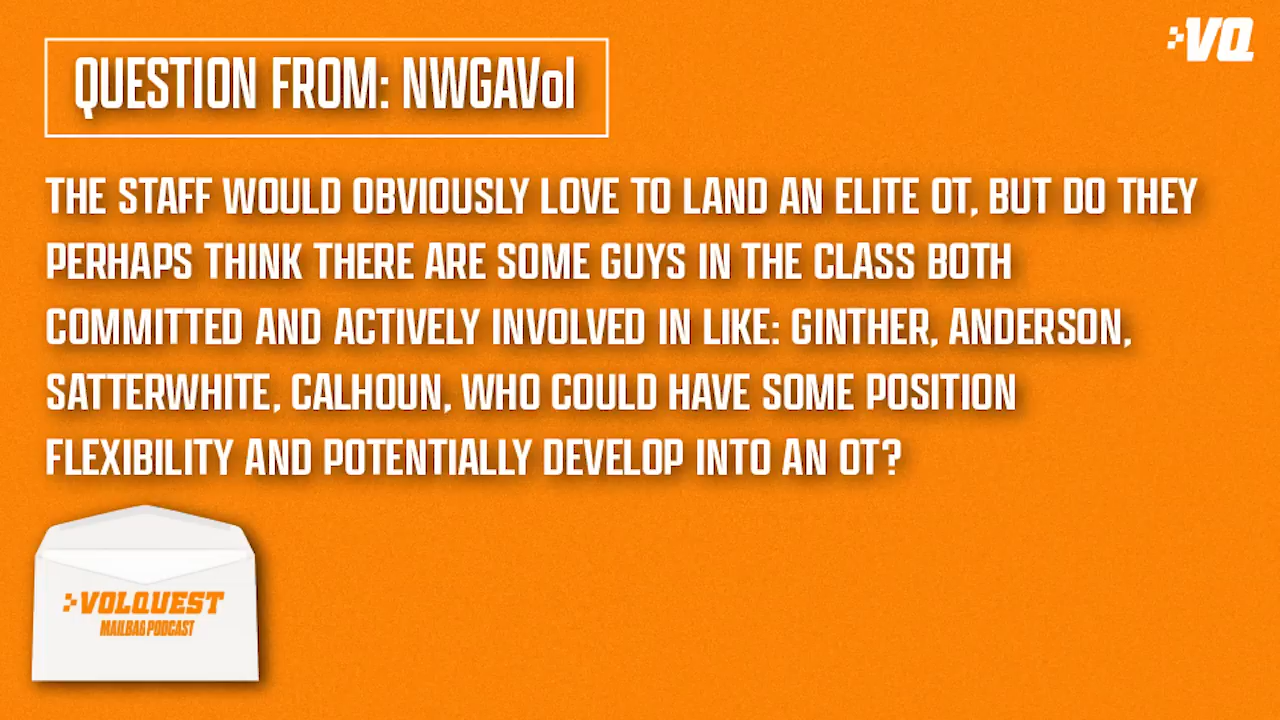 VQ
QUESTION FROM: NWGAVol
THE STAFF WOULD OBVIOUSLY LOVE TO LAND AN ELITE OT, BUT DO THEY
PERHAPS THINK THERE ARE SOME GUYS IN THE CLASS BOTH
COMMITTED AND ACTIVELY INVOLVED IN LIKE: GINTHER, ANDERSON,
SATTERWHITE, CALHOUN, WHO COULD HAVE SOME POSITION
FLEXIBILITY AND POTENTIALLY DEVELOP INTO AN OT?
VOLQUEST
MAILBAG PODCAST